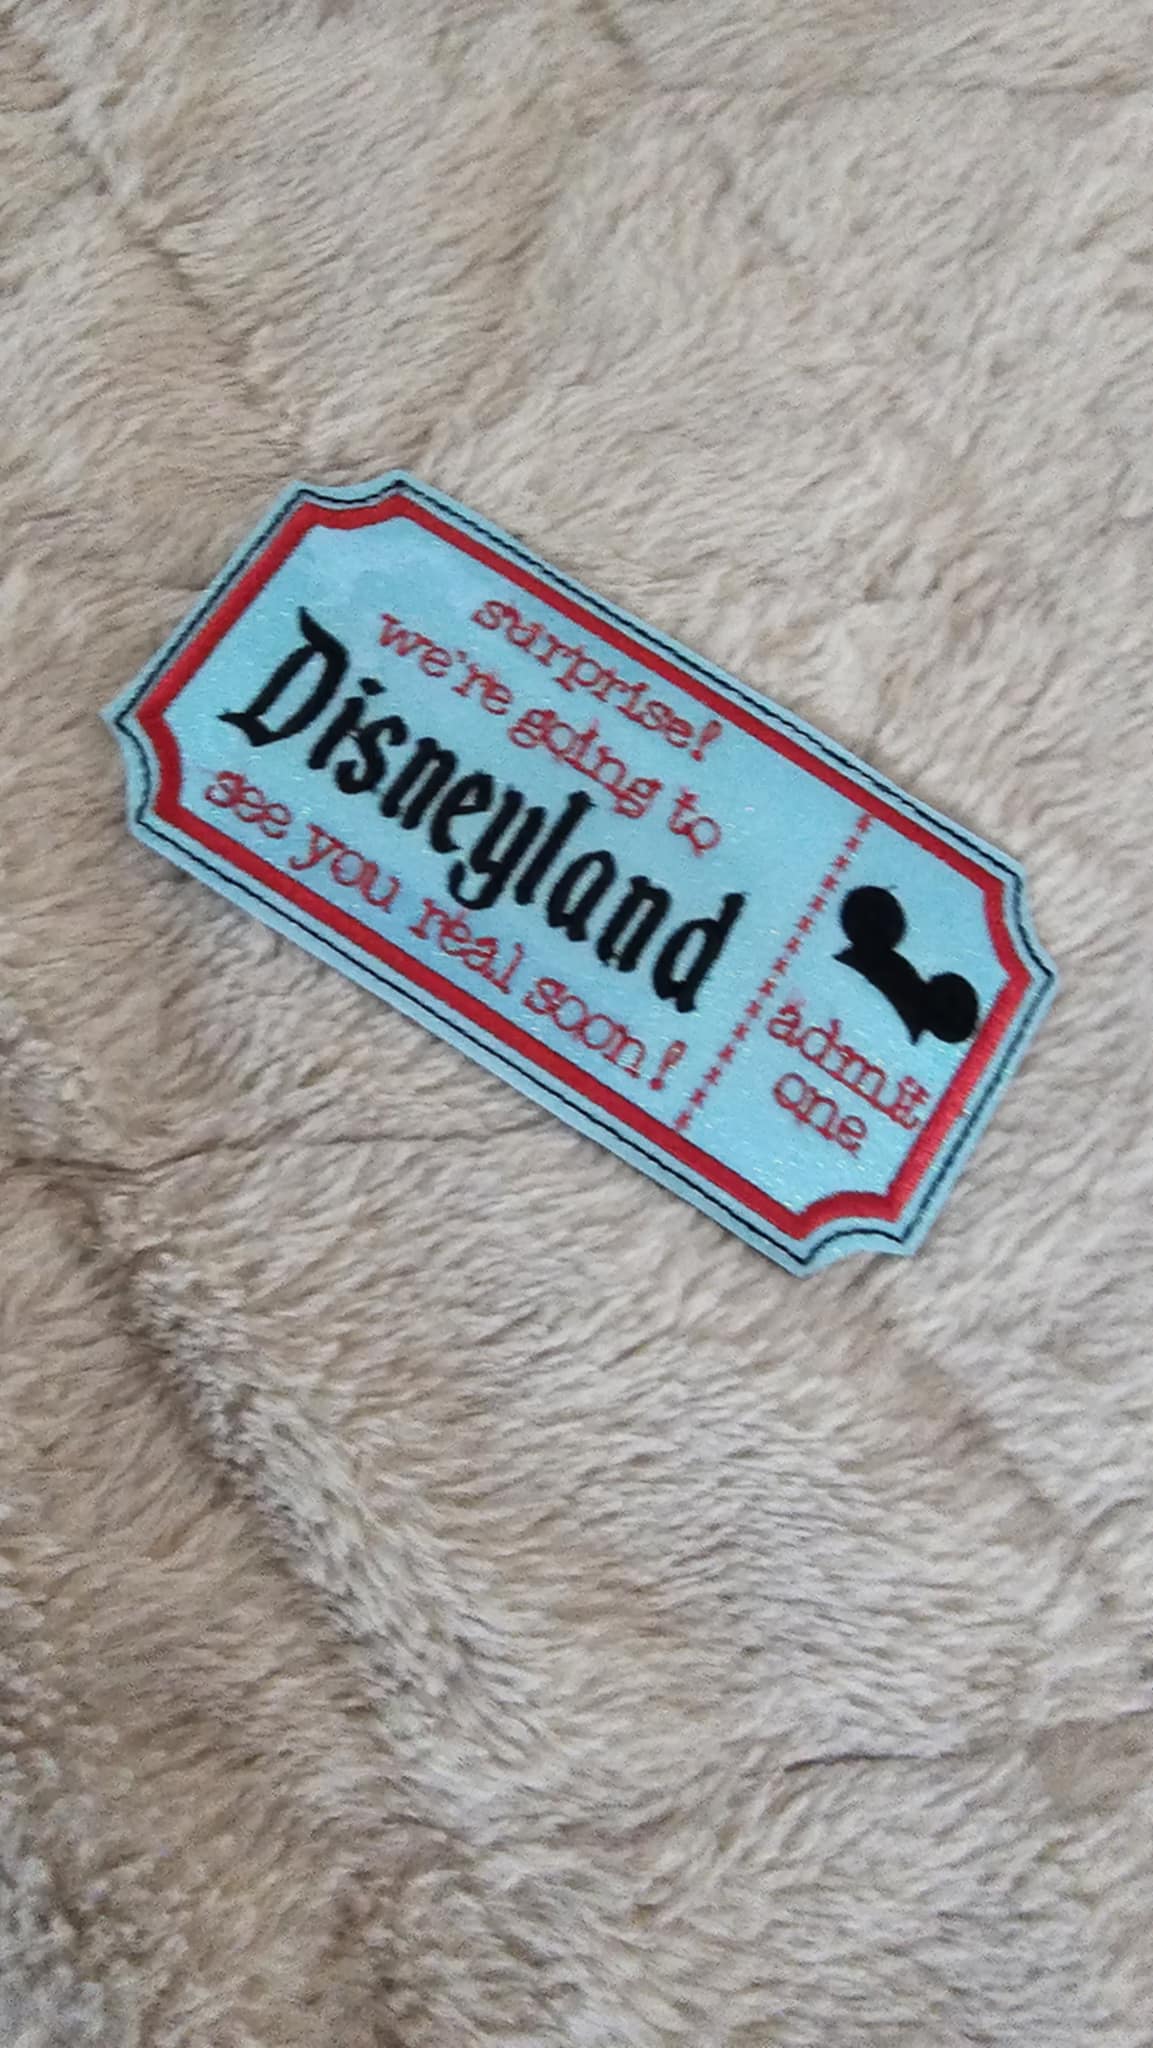 surprise!
we're going to
Disneyland
see you real soon!
admit
one